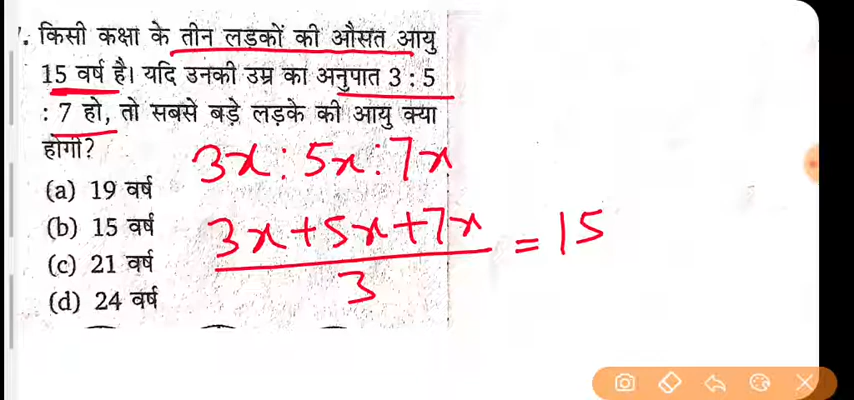 . किसी कक्षा के तीन लडकों की औसत आयु
15 वर्ष है। यदि उनकी उम्र का अनुपात 3 : 5
: 7 हो, तो सबसे बड़े लड़के की आयु क्या
होगी?
3x : 5x : 7x
(a) 19 वर्ष
(b) 15 वर्ष
(c) 21 वर्ष
(d) 24 वर्ष
3x+5x+7x
= 15
3